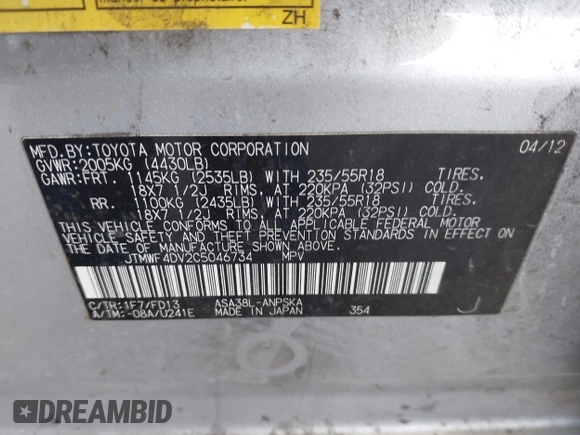 ZH
MFD.BY:TOYOTA MOTOR CORPORATION 04/12
GVWR:2005KG (4430LB)
GAWR:FRT. 1145KG (2535LB) WITH 235/55R18 TIRES.
18X7 1/2J RIMS, AT 220KPA (32PSI) COLD.
RR. 1100KG (2435LB) WITH 235/55R18 TIRES.
18X7 1/2J RIMS, AT 220KPA (32PSI) COLD.
THIS VEHICLE CONFORMS TO ALL APPLICABLE FEDERAL MOTOR
VEHICLE SAFETY AND THEFT PREVENTION STANDARDS IN EFFECT ON
THE DATE OF MANUFACTURE SHOWN ABOVE.
JTMWF4DV2C5046734 MPV
C/TR:1F7/FD13 ASA38L-ANPSKA J
A/TM:-08A/U241E MADE IN JAPAN 354
DREAMBID